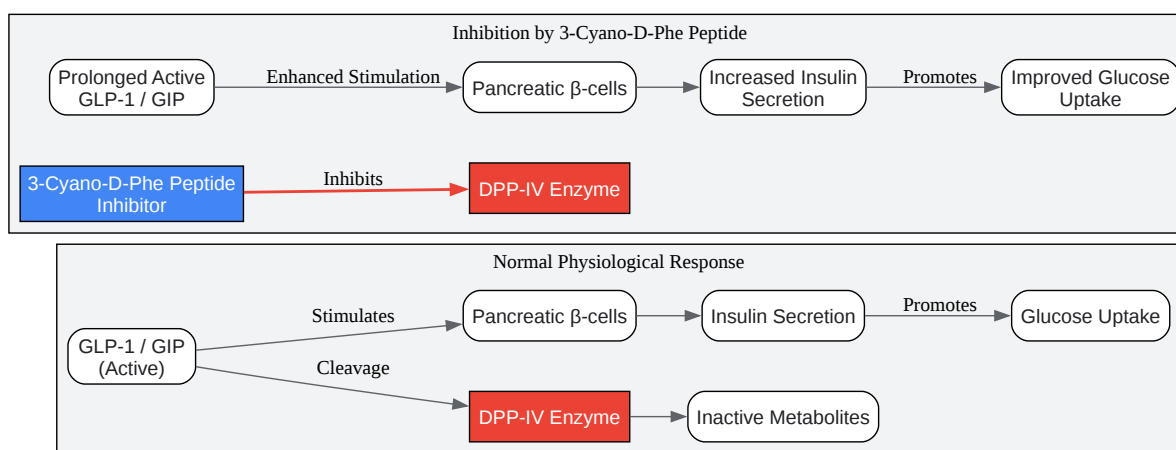 Inhibition by 3-Cyano-D-Phe Peptide
Prolonged Active
GLP-1 / GIP
Enhanced Stimulation
Pancreatic β-cells
Increased Insulin
Secretion
Promotes
Improved Glucose
Uptake
3-Cyano-D-Phe Peptide
Inhibitor
Inhibits
DPP-IV Enzyme
Normal Physiological Response
GLP-1 / GIP
(Active)
Stimulates
Pancreatic β-cells
Insulin Secretion
Promotes
Glucose Uptake
Cleavage
DPP-IV Enzyme
Inactive Metabolites